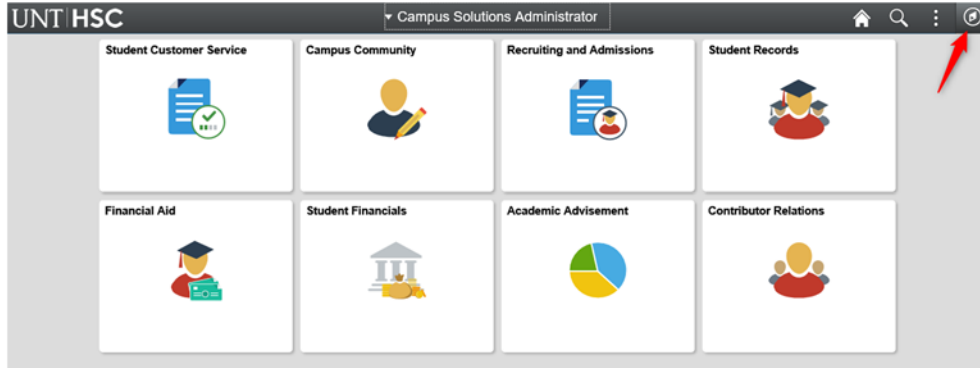 UNT HSC
Campus Solutions Administrator
Student Customer Service
Campus Community
Recruiting and Admissions
Student Records
Financial Aid
Student Financials
Academic Advisement
Contributor Relations